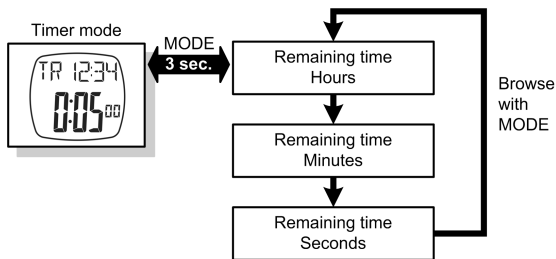 Timer mode
TR 12:34
0:05 00
MODE
3 sec.
Remaining time
Hours
Remaining time
Minutes
Remaining time
Seconds
Browse
with
MODE